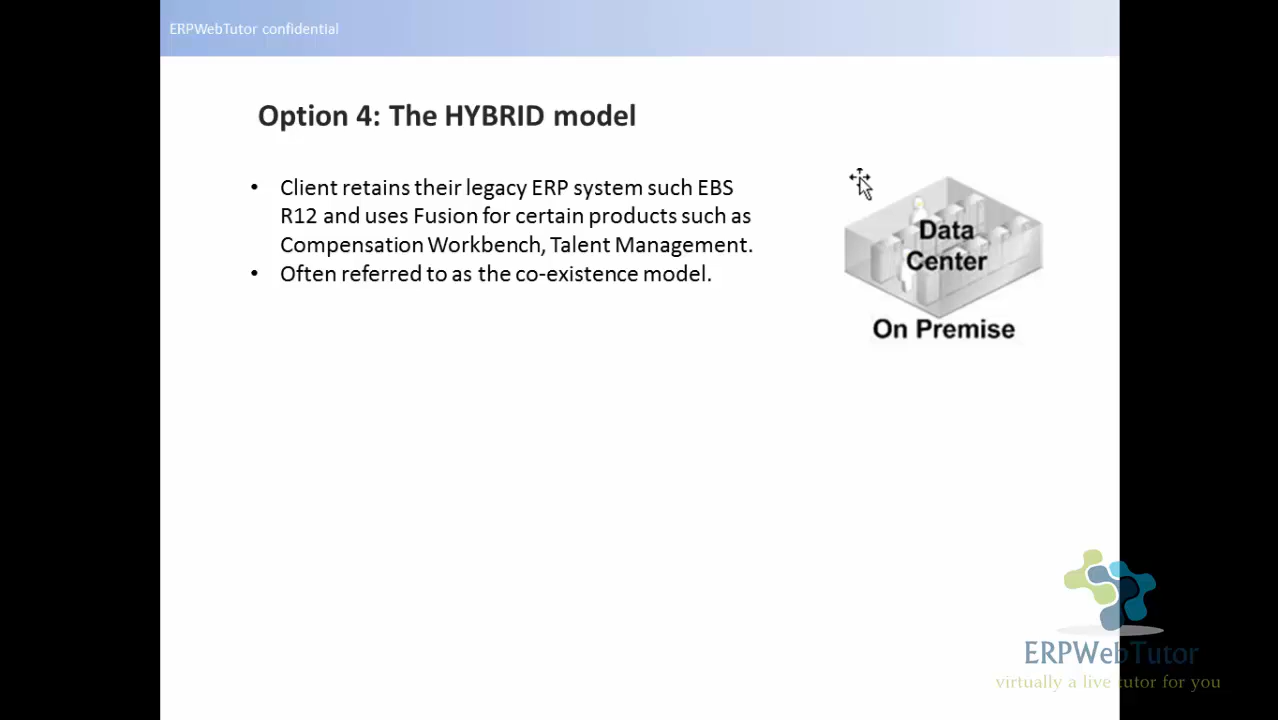 ERPWebTutor confidential
Option 4: The HYBRID model
• Client retains their legacy ERP system such EBS
R12 and uses Fusion for certain products such as
Compensation Workbench, Talent Management.
• Often referred to as the co-existence model.
Data
Center
On Premise
ERPWebTutor
virtually a live tutor for you